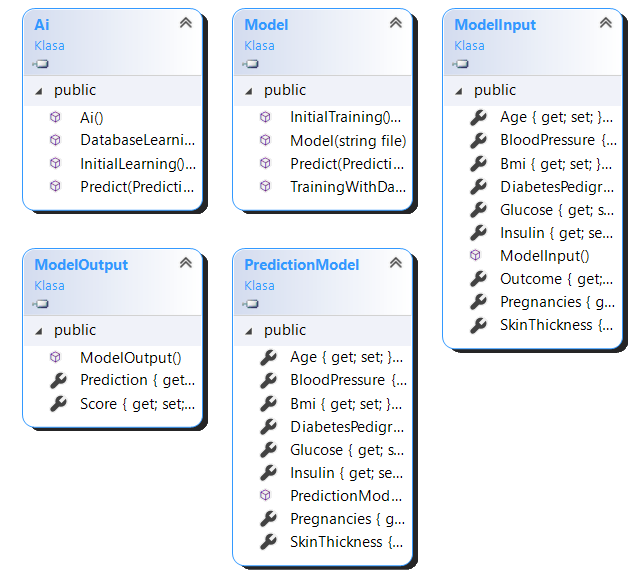 Ai
Klasa
public
Ai()
DatabaseLearni...
InitialLearning()...
Predict(Predicti...
Model
Klasa
public
InitialTraining()...
Model(string file)
Predict(Predicti...
TrainingWithDa...
ModelInput
Klasa
public
Age { get; set; }...
BloodPressure {...
Bmi { get; set; }...
DiabetesPedigr...
Glucose { get; s...
Insulin { get; se...
ModelInput()
Outcome { get;...
Pregnancies { g...
SkinThickness {...
ModelOutput
Klasa
public
ModelOutput()
Prediction { get...
Score { get; set;...
PredictionModel
Klasa
public
Age { get; set; }...
BloodPressure {...
Bmi { get; set; }...
DiabetesPedigr...
Glucose { get; s...
Insulin { get; se...
PredictionMod...
Pregnancies { g...
SkinThickness {...